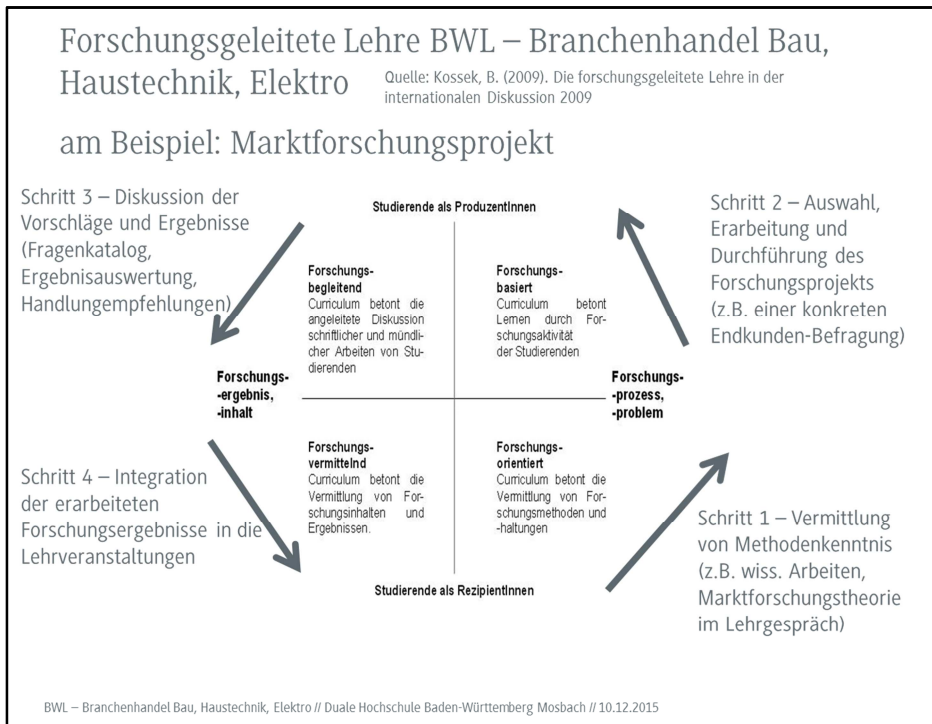 Forschungsgeleitete Lehre BWL – Branchenhandel Bau,
Haustechnik, Elektro
Quelle: Kossek, B. (2009). Die forschungsgeleitete Lehre in der
internationalen Diskussion 2009
am Beispiel: Marktforschungsprojekt
Schritt 3 – Diskussion der
Vorschläge und Ergebnisse
(Fragenkatalog,
Ergebnisauswertung,
Handlungempfehlungen)
Studierende als ProduzentInnen
Schritt 2 – Auswahl,
Erarbeitung und
Durchführung des
Forschungsprojekts
(z.B. einer konkreten
Endkunden-Befragung)
Forschungs-
begleitend
Curriculum betont die
angeleitete Diskussion
schriftlicher und mündli-
cher Arbeiten von Stu-
dierenden
Forschungs-
basiert
Curriculum betont
Lernen durch For-
schungsaktivität
der Studierenden
Forschungs-
-ergebnis,
-inhalt
Forschungs-
-prozess,
-problem
Forschungs-
vermittelnd
Curriculum betont die
Vermittlung von For-
schungsinhalten und
Ergebnissen.
Forschungs-
orientiert
Curriculum betont die
Vermittlung von For-
schungsmethoden und
-haltungen
Schritt 4 – Integration
der erarbeiteten
Forschungsergebnisse in die
Lehrveranstaltungen
Schritt 1 – Vermittlung
von Methodenkenntnis
(z.B. wiss. Arbeiten,
Marktforschungstheorie
im Lehrgespräch)
Studierende als RezipientInnen
BWL – Branchenhandel Bau, Haustechnik, Elektro // Duale Hochschule Baden-Württemberg Mosbach // 10.12.2015